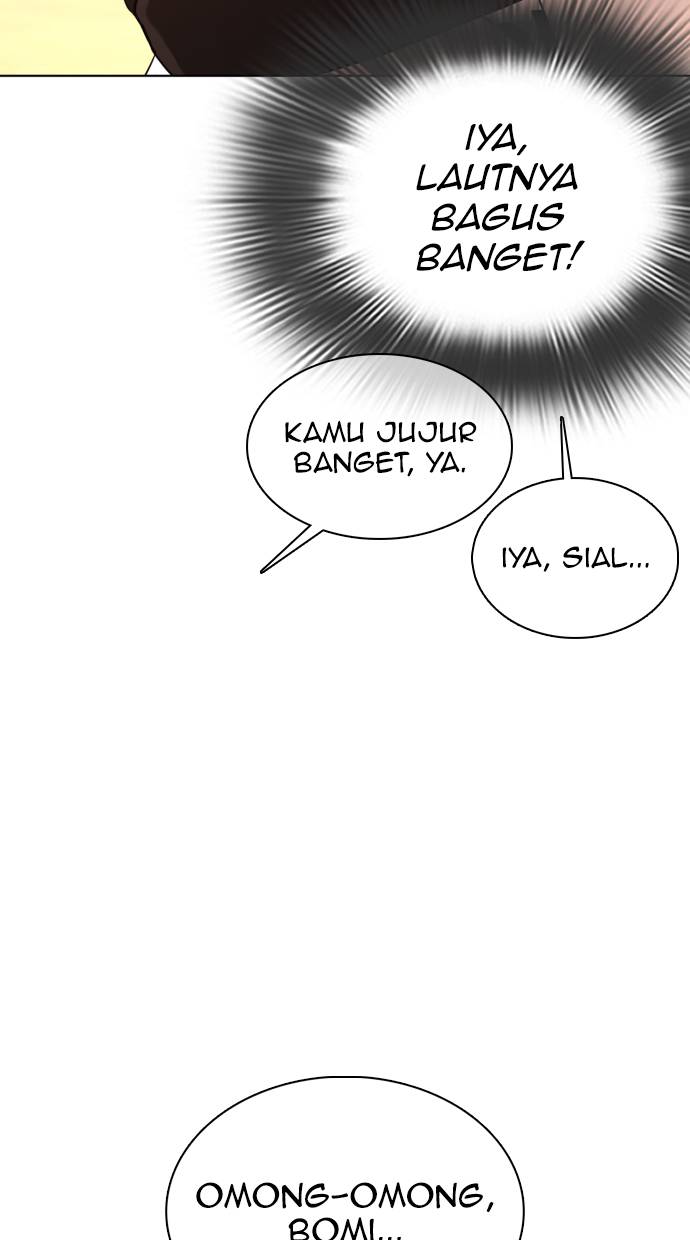 IYA,
LAUTNYA
BAGUS
BANGET!
KAMU JUJUR
BANGET, YA.
IYA, SIAL...
OMONG-OMONG,
BOMI...